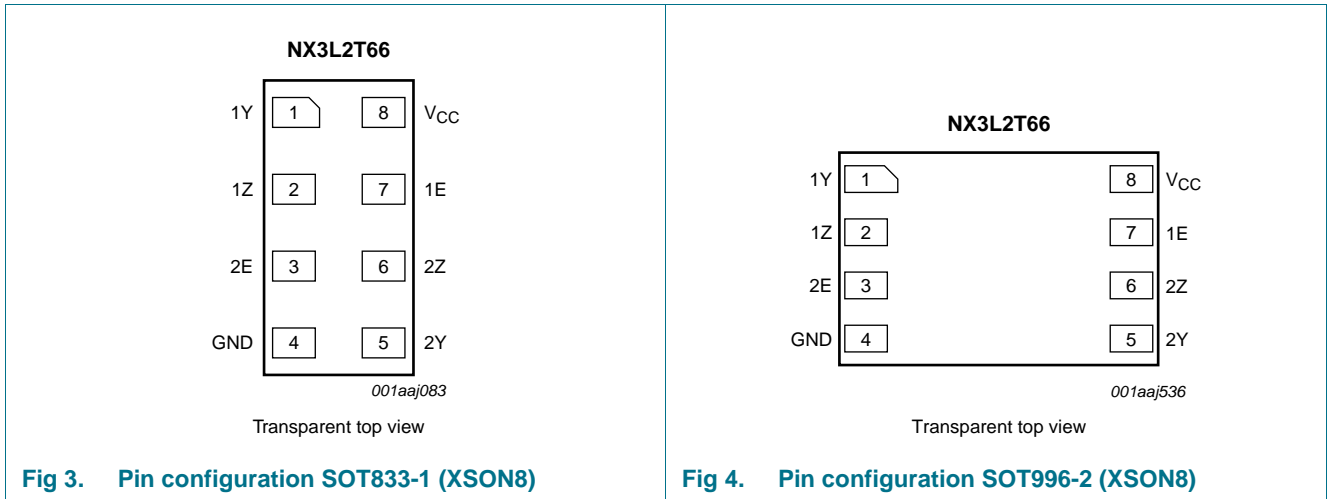 NX3L2T66
1Y 1 8 VCC
1Z 2 7 1E
2E 3 6 2Z
GND 4 5 2Y
001aaj083
Transparent top view
Fig 3. Pin configuration SOT833-1 (XSON8)
NX3L2T66
1Y 1 8 VCC
1Z 2 7 1E
2E 3 6 2Z
GND 4 5 2Y
001aaj536
Transparent top view
Fig 4. Pin configuration SOT996-2 (XSON8)